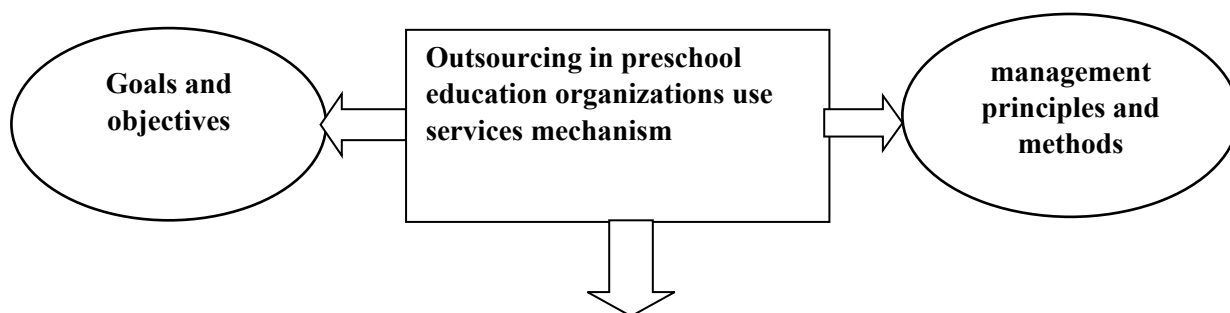 Goals and
objectives
Outsourcing in preschool
education organizations use
services mechanism
management
principles and
methods